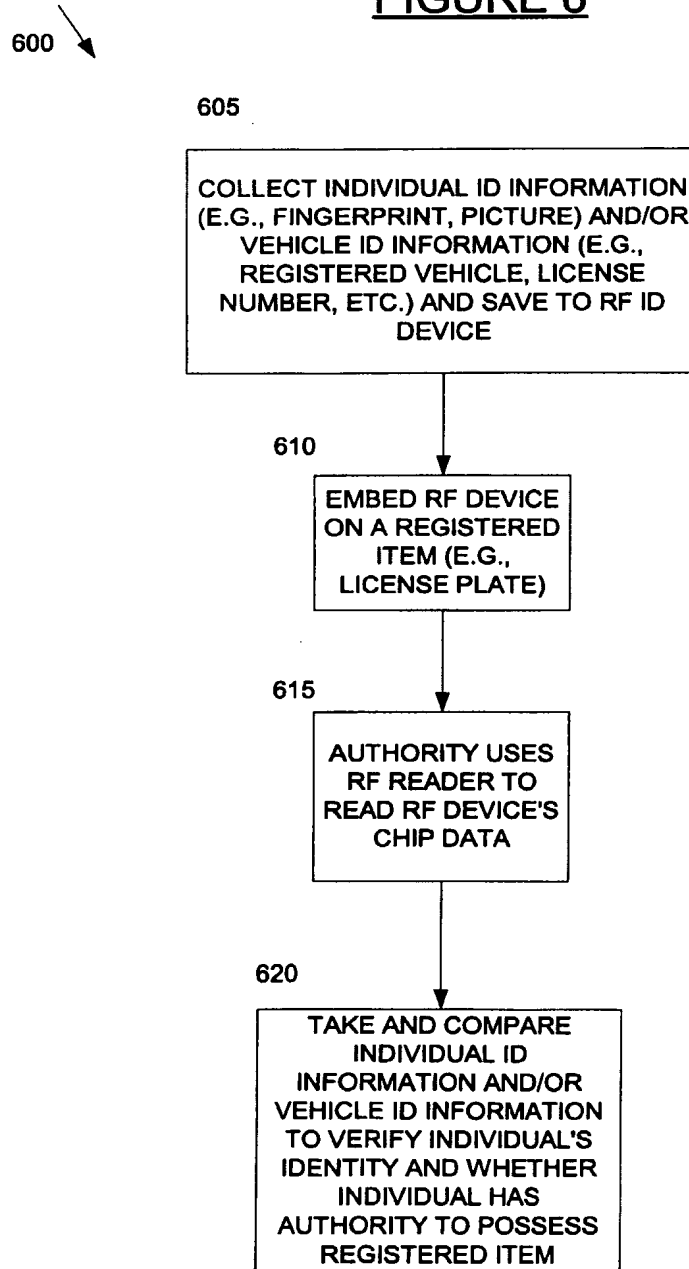 FIGURE 6
600
605
COLLECT INDIVIDUAL ID INFORMATION
(E.G., FINGERPRINT, PICTURE) AND/OR
VEHICLE ID INFORMATION (E.G.,
REGISTERED VEHICLE, LICENSE
NUMBER, ETC.) AND SAVE TO RF ID
DEVICE
610
EMBED RF DEVICE
ON A REGISTERED
ITEM (E.G.,
LICENSE PLATE)
615
AUTHORITY USES
RF READER TO
READ RF DEVICE'S
CHIP DATA
620
TAKE AND COMPARE
INDIVIDUAL ID
INFORMATION AND/OR
VEHICLE ID INFORMATION
TO VERIFY INDIVIDUAL'S
IDENTITY AND WHETHER
INDIVIDUAL HAS
AUTHORITY TO POSSESS
REGISTERED ITEM